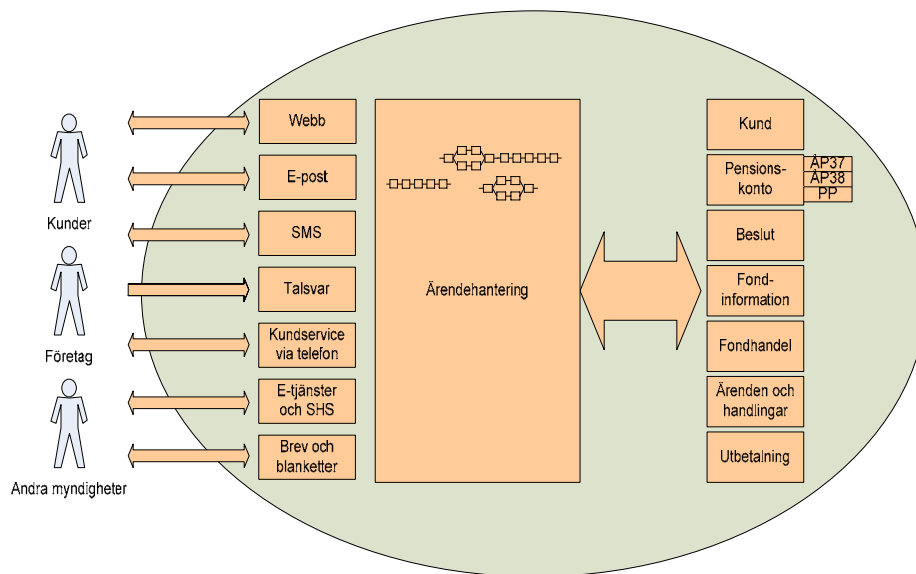 Kunder
Företag
Andra myndigheter
Webb
E-post
SMS
Talsvar
Kundservice
via telefon
E-tjänster
och SHS
Brev och
blanketter
Ärendehantering
Kund
Pensions-
konto
ÅP37
ÅP38
PP
Beslut
Fond-
information
Fondhandel
Ärenden och
handlingar
Utbetalning